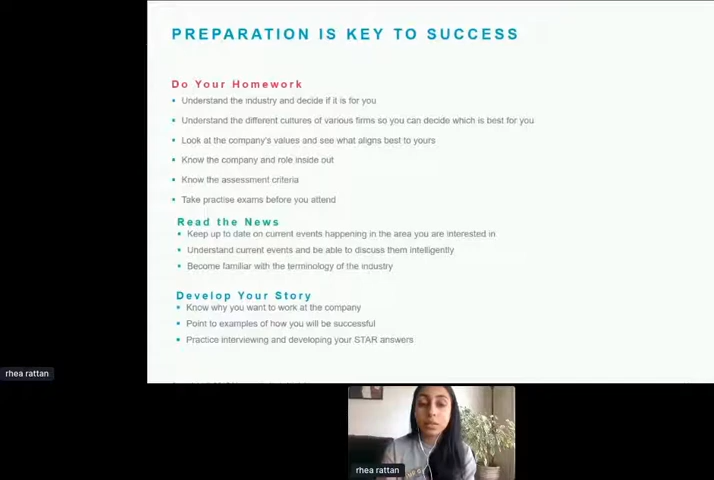 PREPARATION IS KEY TO SUCCESS
Do Your Homework
Understand the industry and decide if it is for you
Understand the different cultures of various firms so you can decide which is best for you
Look at the company's values and see what aligns best to yours
Know the company and role inside out
Know the assessment criteria
Take practise exams before you attend
Read the News
Keep up to date on current events happening in the area you are interested in
Understand current events and be able to discuss them intelligently
Become familiar with the terminology of the industry
Develop Your Story
Know why you want to work at the company
Point to examples of how you will be successful
Practice interviewing and developing your STAR answers
rhea rattan
rhea rattan